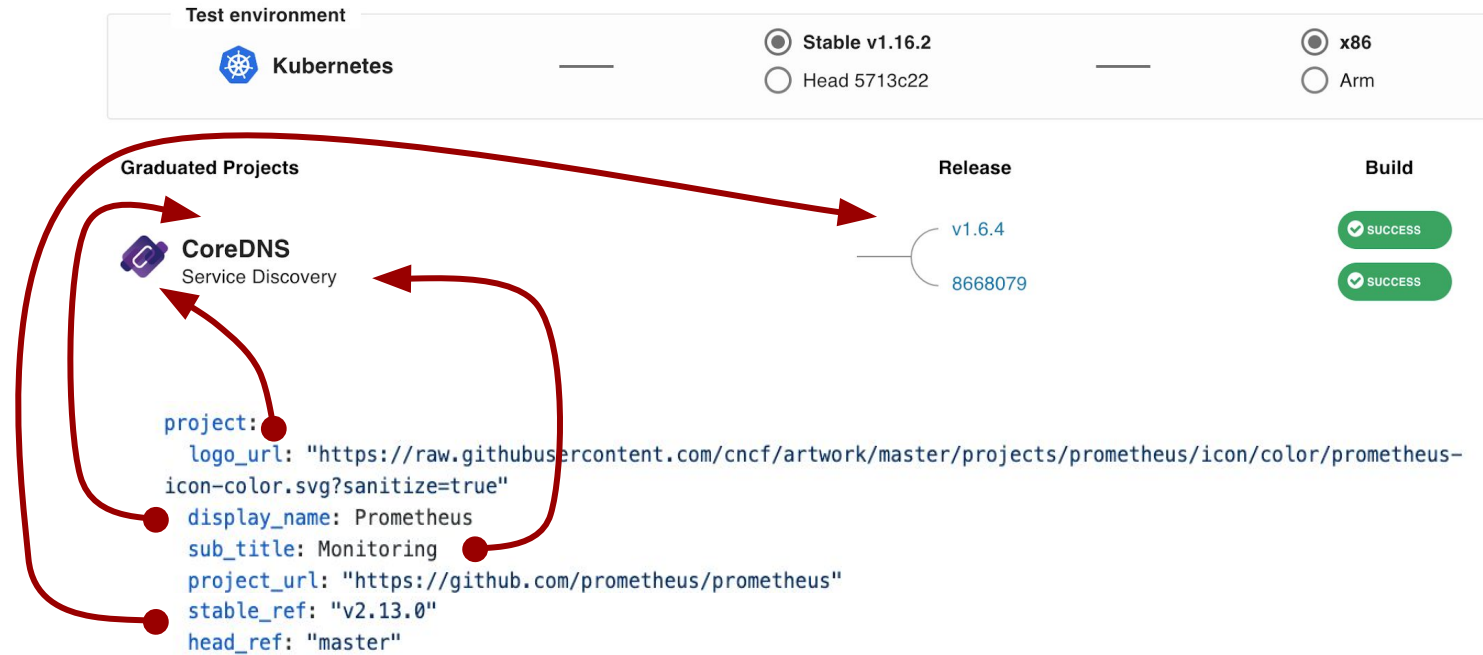 Test environment
Kubernetes
Stable v1.16.2
Head 5713c22
x86
Arm
Graduated Projects
Release
Build
CoreDNS
Service Discovery
v1.6.4
8668079
SUCCESS
SUCCESS
project:
logo_url: "https://raw.githubusercontent.com/cncf/artwork/master/projects/prometheus/icon/color/prometheus-
icon-color.svg?sanitize=true"
display_name: Prometheus
sub_title: Monitoring
project_url: "https://github.com/prometheus/prometheus"
stable_ref: "v2.13.0"
head_ref: "master"